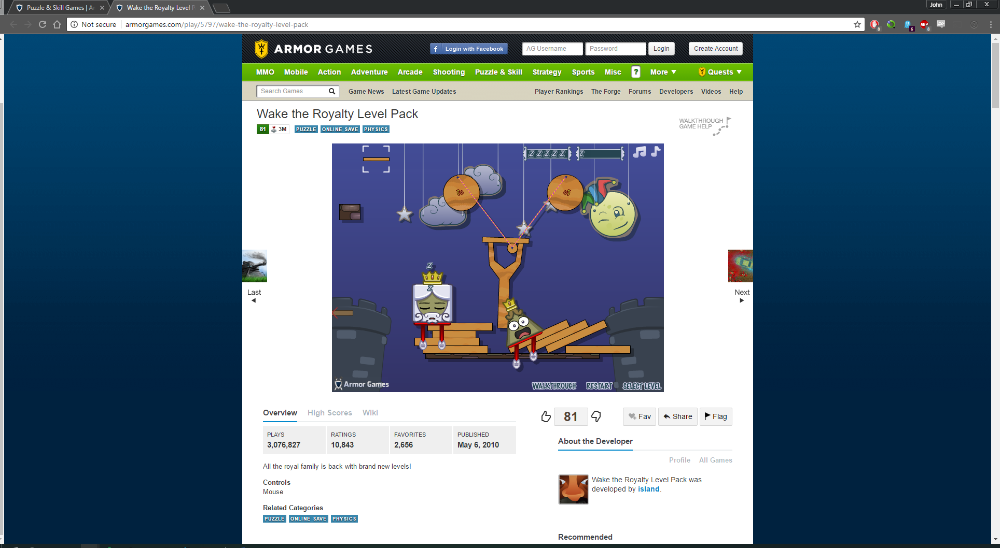 Puzzle & Skill Games | Ar
Wake the Royalty Level P
John
Not secure
armorgames.com/play/5797/wake-the-royalty-level-pack
8
6
ABP
8
CSS
ARMOR GAMES
f Login with Facebook
AG Username
Password
Login
Create Account
MMO Mobile Action Adventure Arcade Shooting Puzzle & Skill Strategy Sports Misc ? More Quests
Search Games
Game News Latest Game Updates
Player Rankings The Forge Forums Developers Videos Help
Wake the Royalty Level Pack
81 3M PUZZLE ONLINE SAVE PHYSICS
WALKTHROUGH
GAME HELP
Z Z Z Z Z
Z
Z
Z
Last
Next
Armor Games
WALKTHROUGH RESTART SELECT LEVEL
Overview High Scores Wiki
81
Fav Share Flag
PLAYS RATINGS FAVORITES PUBLISHED
3,076,827 10,843 2,656 May 6, 2010
About the Developer
Profile All Games
All the royal family is back with brand new levels!
Wake the Royalty Level Pack was
developed by island.
Controls
Mouse
Related Categories
PUZZLE ONLINE SAVE PHYSICS
Recommended